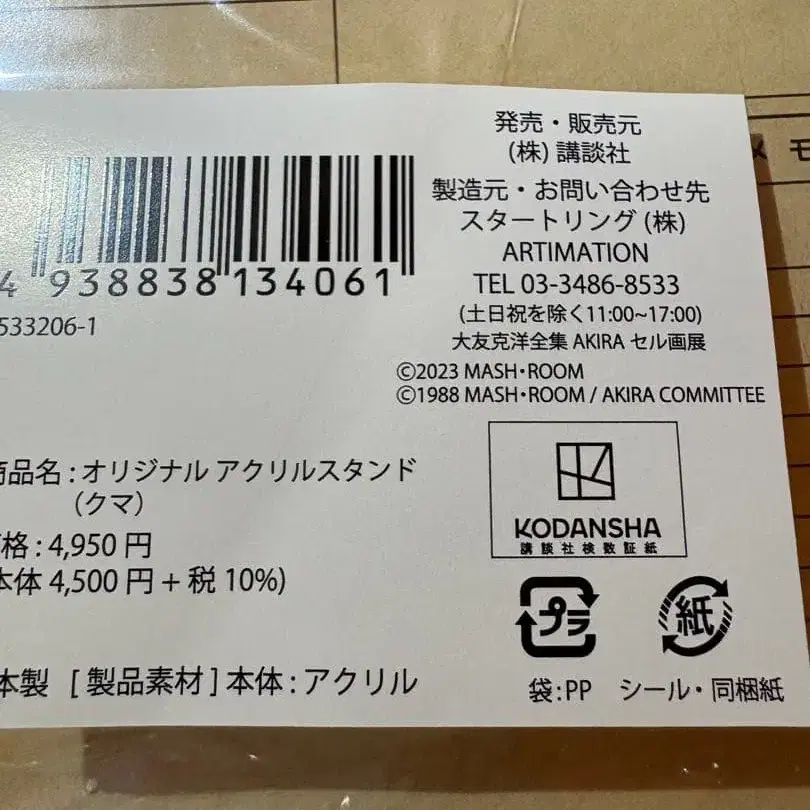 発売・販売元
(株) 講談社
製造元・お問い合わせ先
スタートリング (株)
ARTIMATION
TEL 03-3486-8533
(土日祝を除く11:00~17:00)
大友克洋全集 AKIRA セル画展
©2023 MASH・ROOM
©1988 MASH・ROOM / AKIRA COMMITTEE
4 938838 134061
533206-1
商品名 : オリジナル アクリルスタンド
(クマ)
価格 : 4,950 円
本体 4,500 円 + 税 10%)
本製 [ 製品素材 ] 本体 : アクリル
KODANSHA
講談社検数証紙
プラ
紙
袋:PP シール・同梱紙